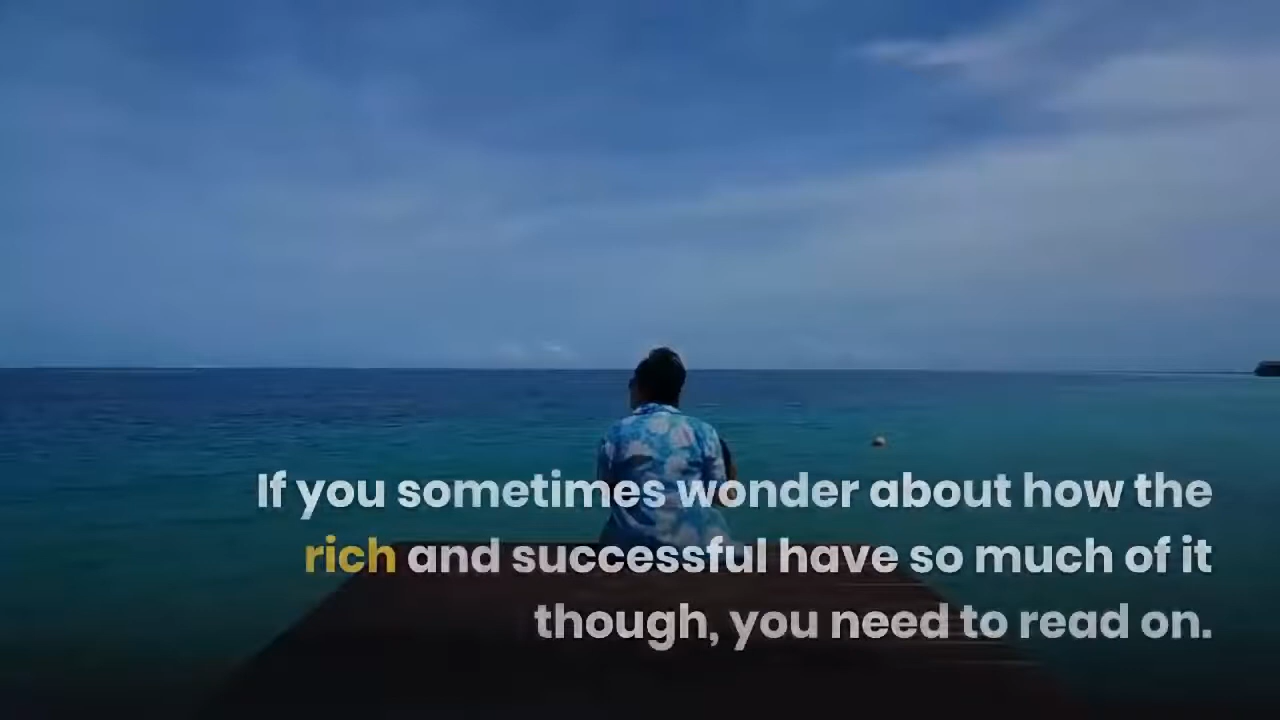 If you sometimes wonder about how the
rich and successful have so much of it
though, you need to read on.